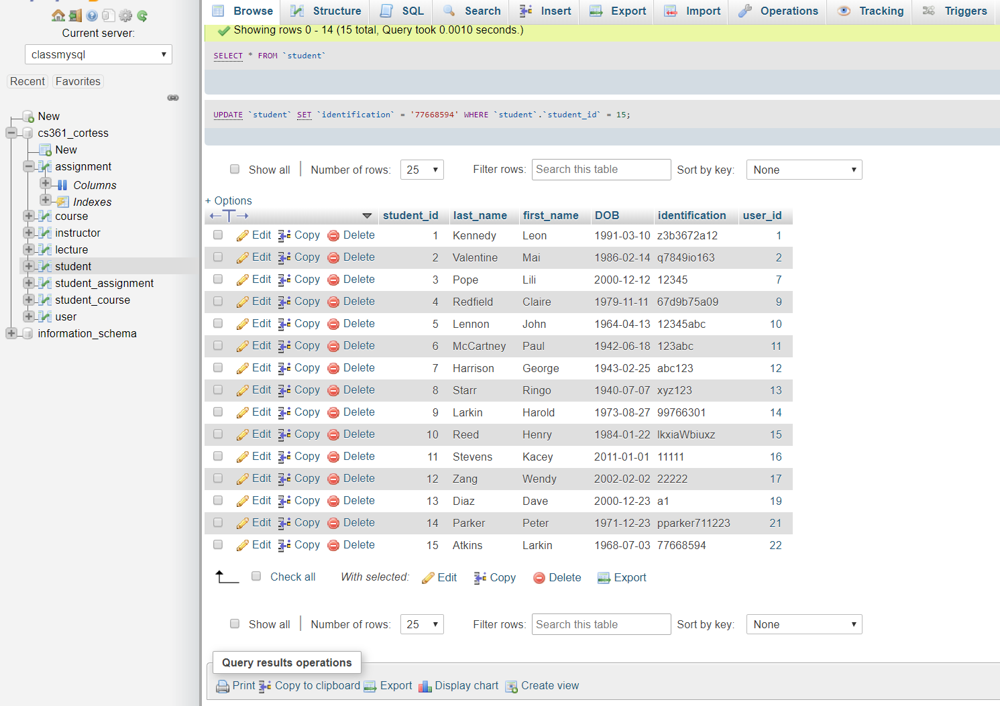 Browse Structure SQL Search Insert Export Import Operations Tracking Triggers
Current server:
classmysql
Recent Favorites
New
cs361_cortess
New
assignment
Columns
Indexes
course
instructor
lecture
student
student_assignment
student_course
user
information_schema
Showing rows 0 - 14 (15 total, Query took 0.0010 seconds.)
SELECT * FROM `student`
UPDATE `student` SET `identification` = '77668594' WHERE `student`.`student_id` = 15;
Show all Number of rows: 25 Filter rows: Search this table Sort by key: None
+ Options
student_id last_name first_name DOB identification user_id
Edit Copy Delete 1 Kennedy Leon 1991-03-10 z3b3672a12 1
Edit Copy Delete 2 Valentine Mai 1986-02-14 q7849io163 2
Edit Copy Delete 3 Pope Lili 2000-12-12 12345 7
Edit Copy Delete 4 Redfield Claire 1979-11-11 67d9b75a09 9
Edit Copy Delete 5 Lennon John 1964-04-13 12345abc 10
Edit Copy Delete 6 McCartney Paul 1942-06-18 123abc 11
Edit Copy Delete 7 Harrison George 1943-02-25 abc123 12
Edit Copy Delete 8 Starr Ringo 1940-07-07 xyz123 13
Edit Copy Delete 9 Larkin Harold 1973-08-27 99766301 14
Edit Copy Delete 10 Reed Henry 1984-01-22 lkxiaWbiuxz 15
Edit Copy Delete 11 Stevens Kacey 2011-01-01 11111 16
Edit Copy Delete 12 Zang Wendy 2002-02-02 22222 17
Edit Copy Delete 13 Diaz Dave 2000-12-23 a1 19
Edit Copy Delete 14 Parker Peter 1971-12-23 pparker711223 21
Edit Copy Delete 15 Atkins Larkin 1968-07-03 77668594 22
Check all With selected: Edit Copy Delete Export
Show all Number of rows: 25 Filter rows: Search this table Sort by key: None
Query results operations
Print Copy to clipboard Export Display chart Create view